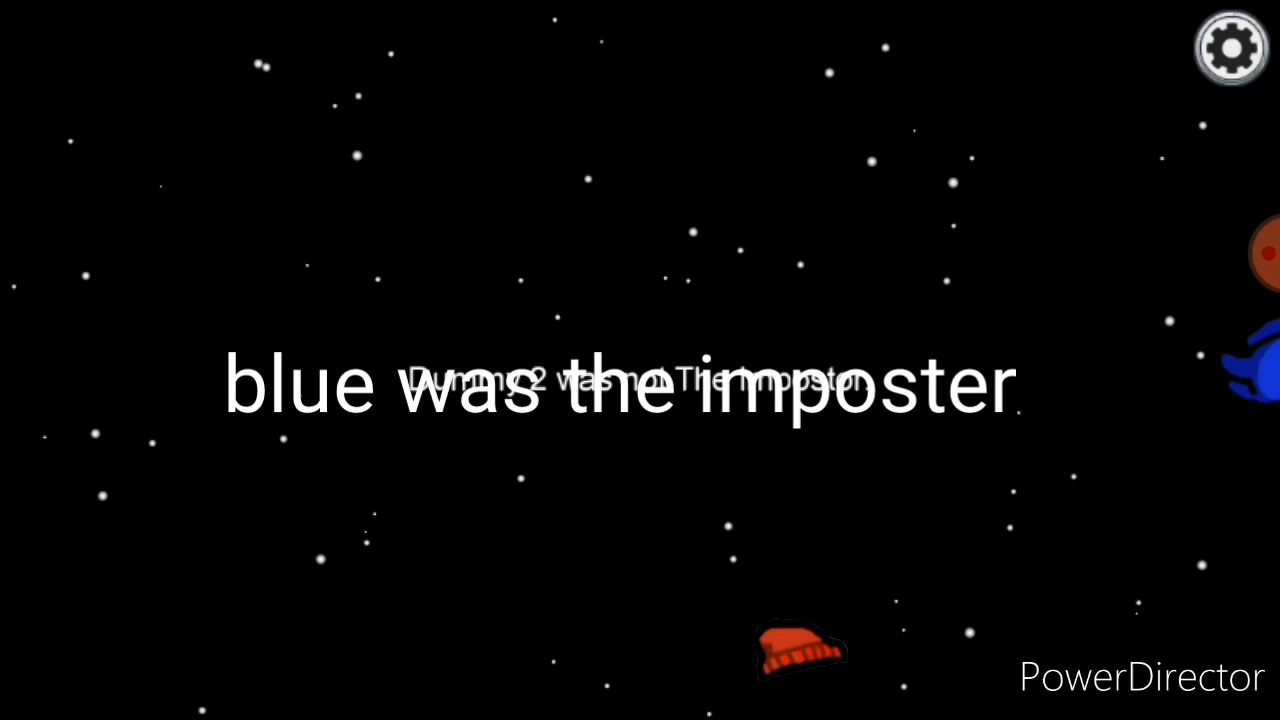 blue was the imposter
Dummy 2 was not The Impostor.
PowerDirector